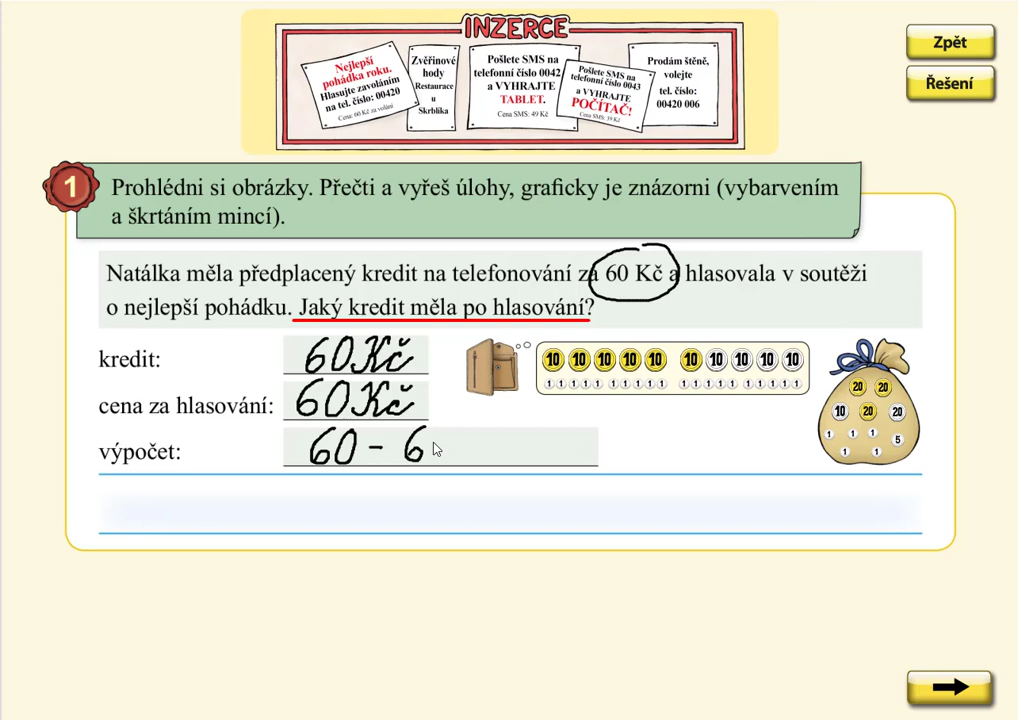 INZERCE
Nejlepší
pohádka roku.
Hlasujte zavoláním
na tel. číslo: 00420
Cena: 60 Kč za volání
Zvěřinové
hody
Restaurace
u
Skrblíka
Pošlete SMS na
telefonní číslo 0042
a VYHRAJTE
TABLET.
Cena SMS: 49 Kč
Pošlete SMS na
telefonní číslo 0043
a VYHRAJTE
POČÍTAČ!
Cena SMS: 39 Kč
Prodám štěně,
volejte
tel. číslo:
00420 006
Zpět
Řešení
1 Prohlédni si obrázky. Přečti a vyřeš úlohy, graficky je znázorni (vybarvením
a škrtáním mincí).
Natálka měla předplacený kredit na telefonování za 60 Kč a hlasovala v soutěži
o nejlepší pohádku. Jaký kredit měla po hlasování?
kredit: 60 Kč
cena za hlasování: 60 Kč
výpočet: 60 - 6
10 10 10 10 10 10 10 10 10 10
1 1 1 1 1 1 1 1 1 1 1 1 1 1 1 1 1 1 1 1
20 20
10 20 20
1 1 1 5
1 1